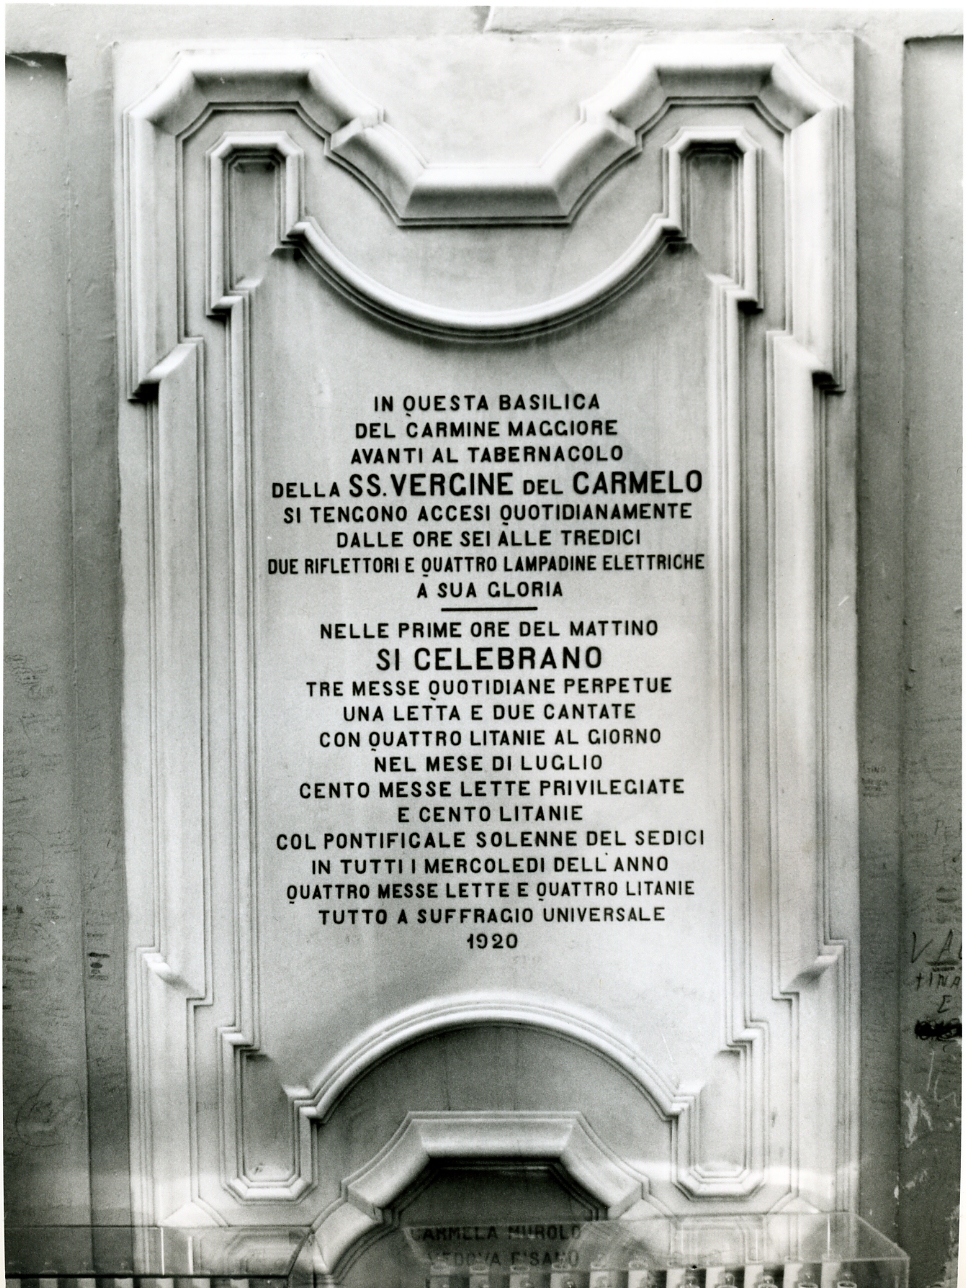 IN QUESTA BASILICA
DEL CARMINE MAGGIORE
AVANTI AL TABERNACOLO
DELLA SS. VERGINE DEL CARMELO
SI TENGONO ACCESI QUOTIDIANAMENTE
DALLE ORE SEI ALLE TREDICI
DUE RIFLETTORI E QUATTRO LAMPADINE ELETTRICHE
A SUA GLORIA
NELLE PRIME ORE DEL MATTINO
SI CELEBRANO
TRE MESSE QUOTIDIANE PERPETUE
UNA LETTA E DUE CANTATE
CON QUATTRO LITANIE AL GIORNO
NEL MESE DI LUGLIO
CENTO MESSE LETTE PRIVILEGIATE
E CENTO LITANIE
COL PONTIFICALE SOLENNE DEL SEDICI
IN TUTTI I MERCOLEDI DELL'ANNO
QUATTRO MESSE LETTE E QUATTRO LITANIE
TUTTO A SUFFRAGIO UNIVERSALE
1920
CARMELA MUROLO
VEDOVA PISANO